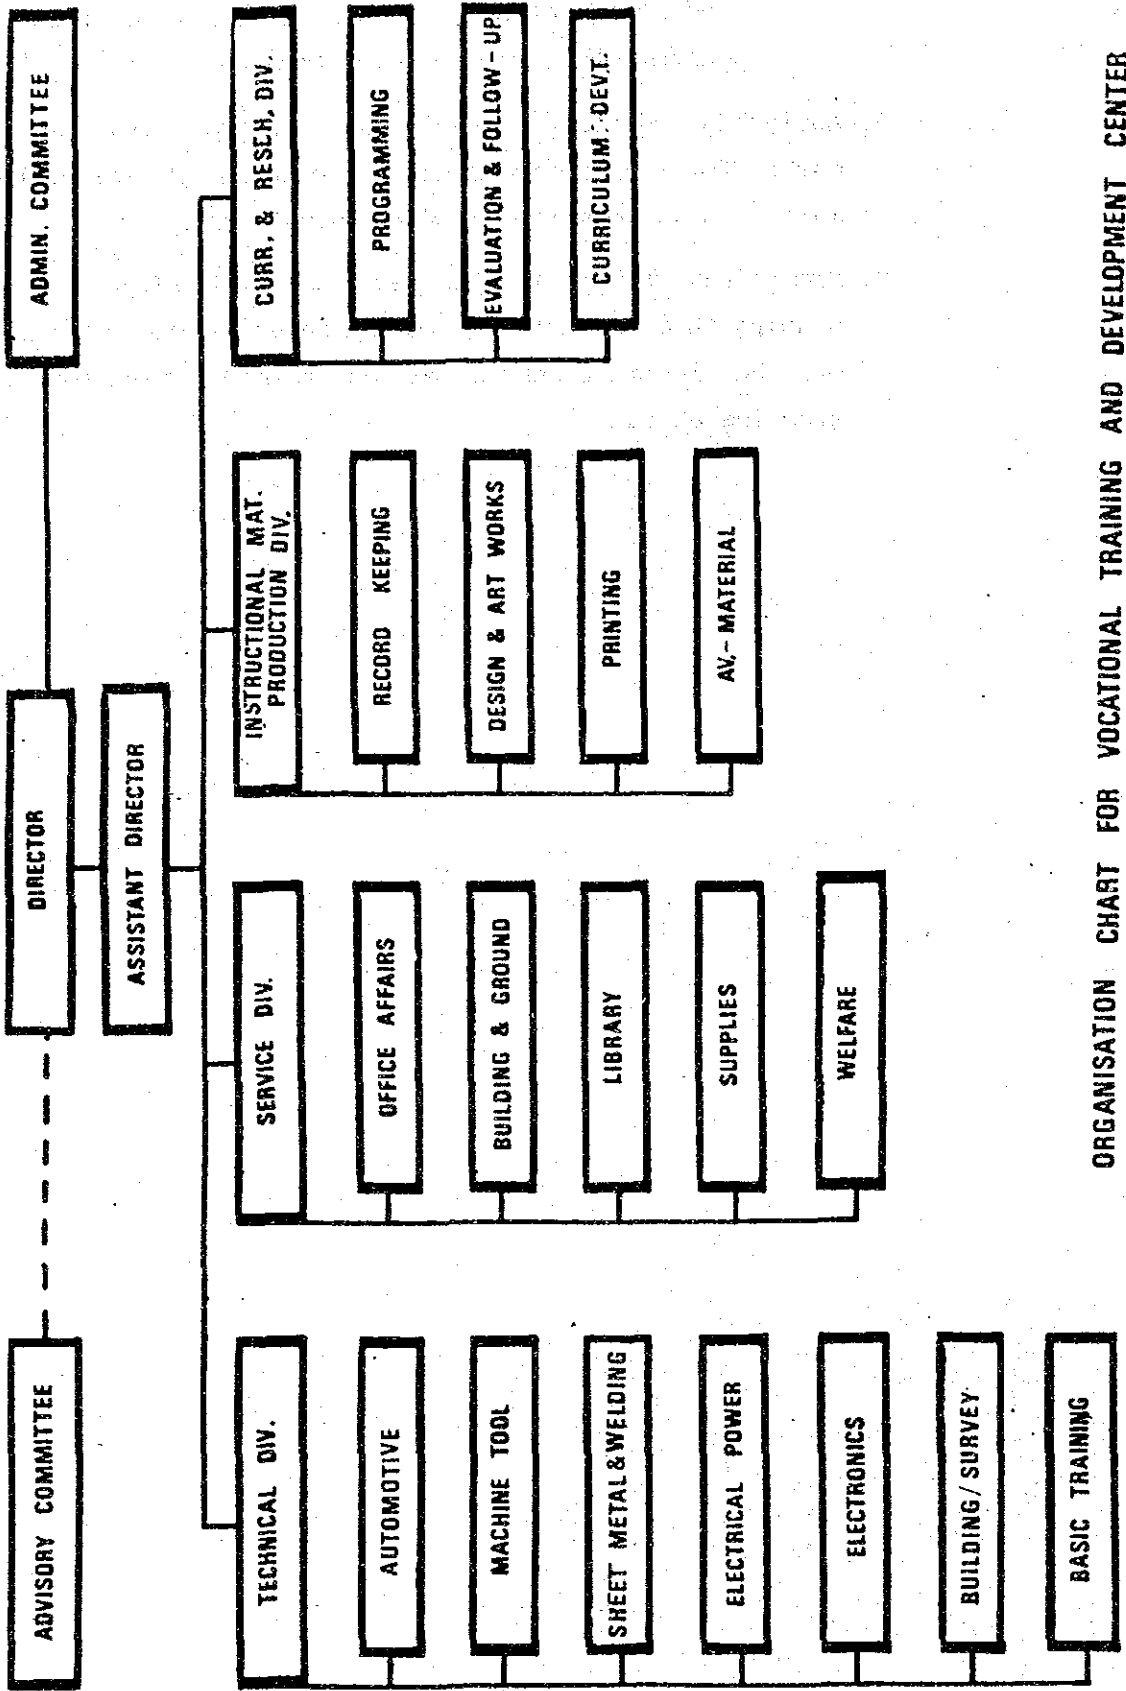 ADVISORY COMMITTEE
DIRECTOR
ADMIN. COMMITTEE
ASSISTANT DIRECTOR
TECHNICAL DIV.
AUTOMOTIVE
MACHINE TOOL
SHEET METAL & WELDING
ELECTRICAL POWER
ELECTRONICS
BUILDING / SURVEY
BASIC TRAINING
SERVICE DIV.
OFFICE AFFAIRS
BUILDING & GROUND
LIBRARY
SUPPLIES
WELFARE
INSTRUCTIONAL MAT.
PRODUCTION DIV.
RECORD KEEPING
DESIGN & ART WORKS
PRINTING
AV.- MATERIAL
CURR. & RESCH. DIV.
PROGRAMMING
EVALUATION & FOLLOW - UP
CURRICULUM DEVT.
ORGANISATION CHART FOR VOCATIONAL TRAINING AND DEVELOPMENT CENTER